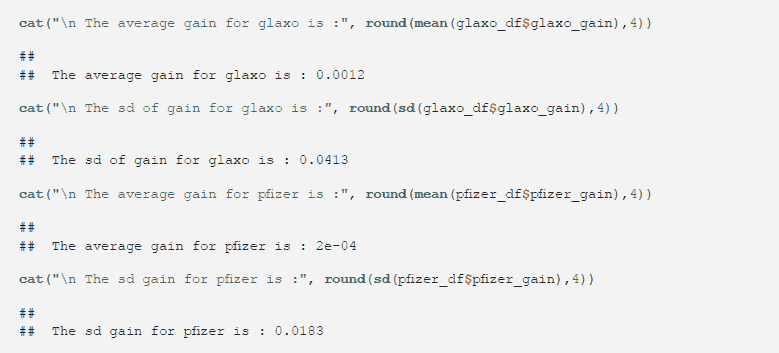 cat("\n The average gain for glaxo is :", round(mean(glaxo_df$glaxo_gain),4))
##
##  The average gain for glaxo is : 0.0012
cat("\n The sd of gain for glaxo is :", round(sd(glaxo_df$glaxo_gain),4))
##
##  The sd of gain for glaxo is : 0.0413
cat("\n The average gain for pfizer is :", round(mean(pfizer_df$pfizer_gain),4))
##
##  The average gain for pfizer is : 2e-04
cat("\n The sd gain for pfizer is :", round(sd(pfizer_df$pfizer_gain),4))
##
##  The sd gain for pfizer is : 0.0183